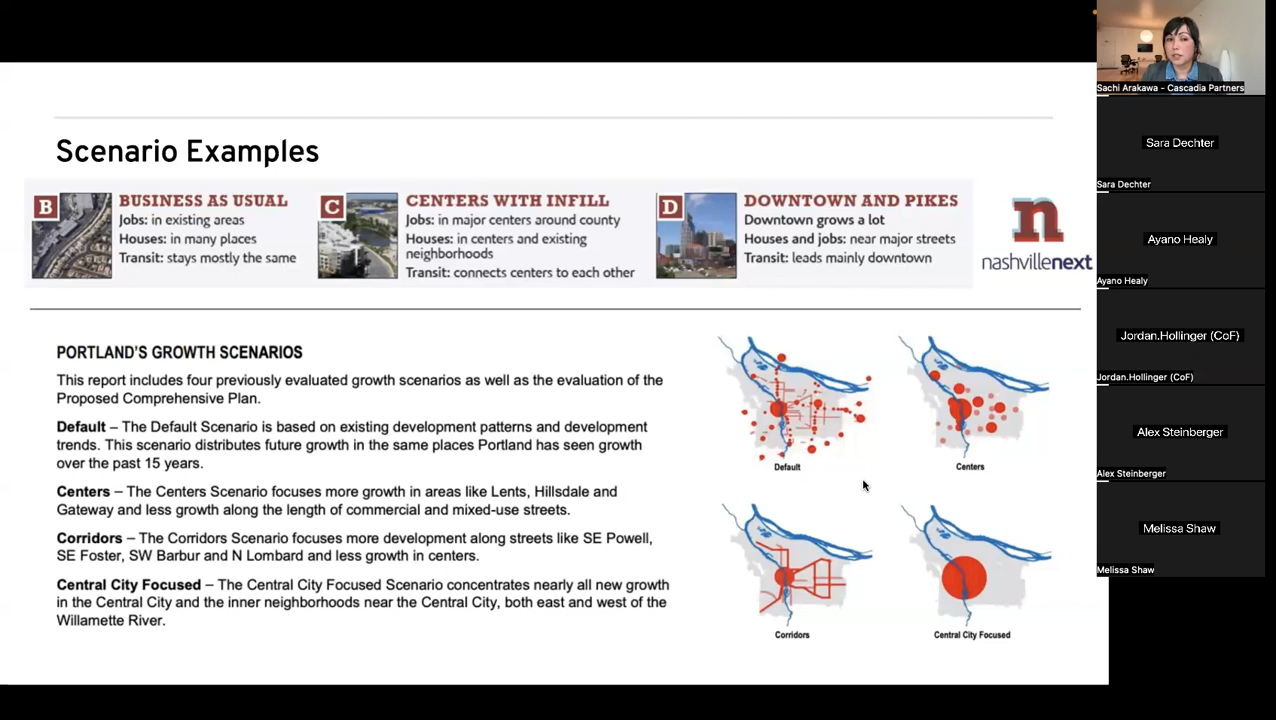 Scenario Examples
B
BUSINESS AS USUAL
Jobs: in existing areas
Houses: in many places
Transit: stays mostly the same
C
CENTERS WITH INFILL
Jobs: in major centers around county
Houses: in centers and existing
neighborhoods
Transit: connects centers to each other
D
DOWNTOWN AND PIKES
Downtown grows a lot
Houses and jobs: near major streets
Transit: leads mainly downtown
n
nashvillenext
PORTLAND'S GROWTH SCENARIOS
This report includes four previously evaluated growth scenarios as well as the evaluation of the
Proposed Comprehensive Plan.
Default – The Default Scenario is based on existing development patterns and development
trends. This scenario distributes future growth in the same places Portland has seen growth
over the past 15 years.
Centers – The Centers Scenario focuses more growth in areas like Lents, Hillsdale and
Gateway and less growth along the length of commercial and mixed-use streets.
Corridors – The Corridors Scenario focuses more development along streets like SE Powell,
SE Foster, SW Barbur and N Lombard and less growth in centers.
Central City Focused – The Central City Focused Scenario concentrates nearly all new growth
in the Central City and the inner neighborhoods near the Central City, both east and west of the
Willamette River.
Default
Centers
Corridors
Central City Focused
Sachi Arakawa - Cascadia Partners
Sara Dechter
Sara Dechter
Ayano Healy
Ayano Healy
Jordan.Hollinger (CoF)
Jordan.Hollinger (CoF)
Alex Steinberger
Alex Steinberger
Melissa Shaw
Melissa Shaw